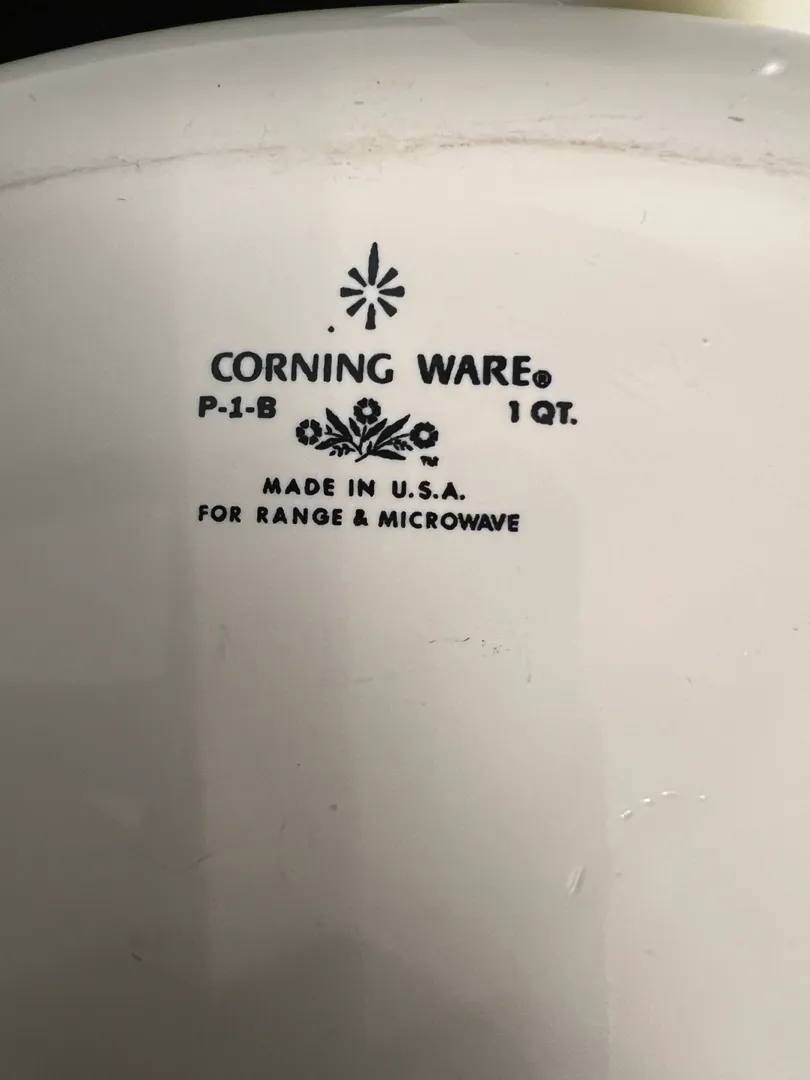 CORNING WARE®
P-1-B 1 QT.
TM
MADE IN U.S.A.
FOR RANGE & MICROWAVE